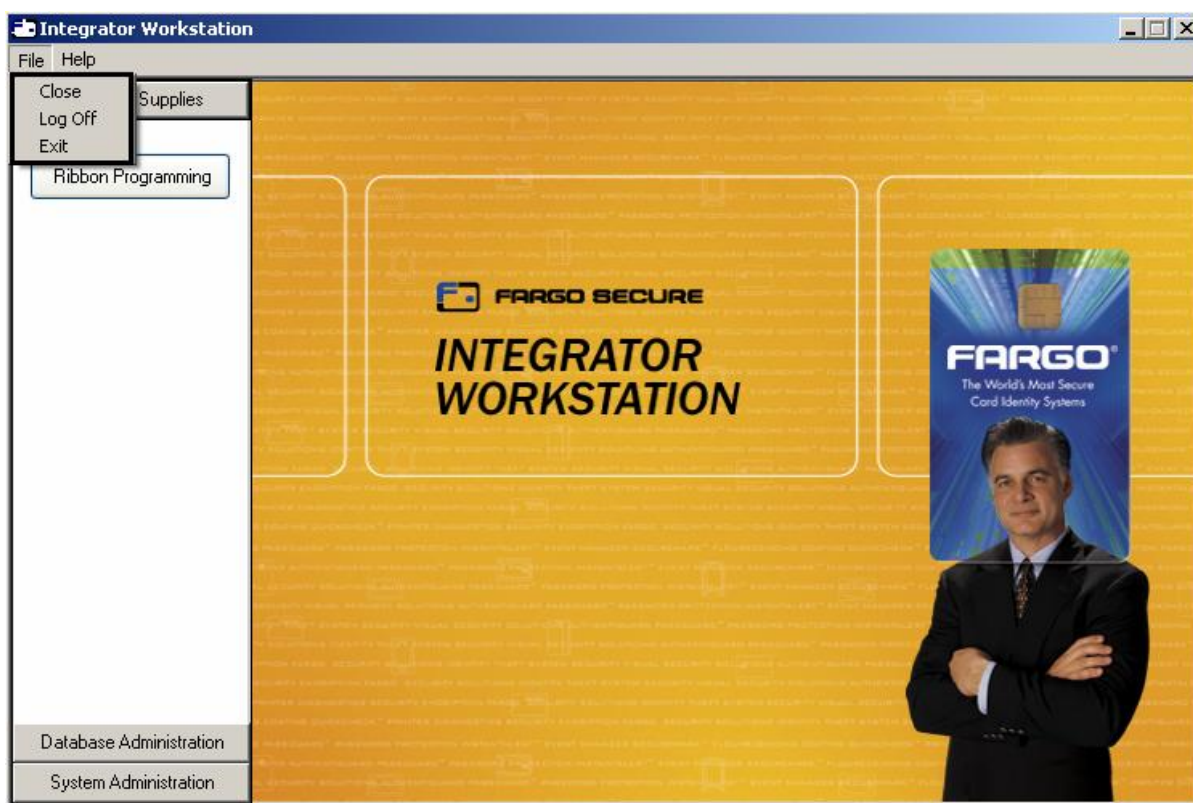 Integrator Workstation
File Help
Close
Log Off
Exit
Supplies
Ribbon Programming
FARGO SECURE
INTEGRATOR
WORKSTATION
FARGO®
The World's Most Secure
Card Identity Systems
Database Administration
System Administration